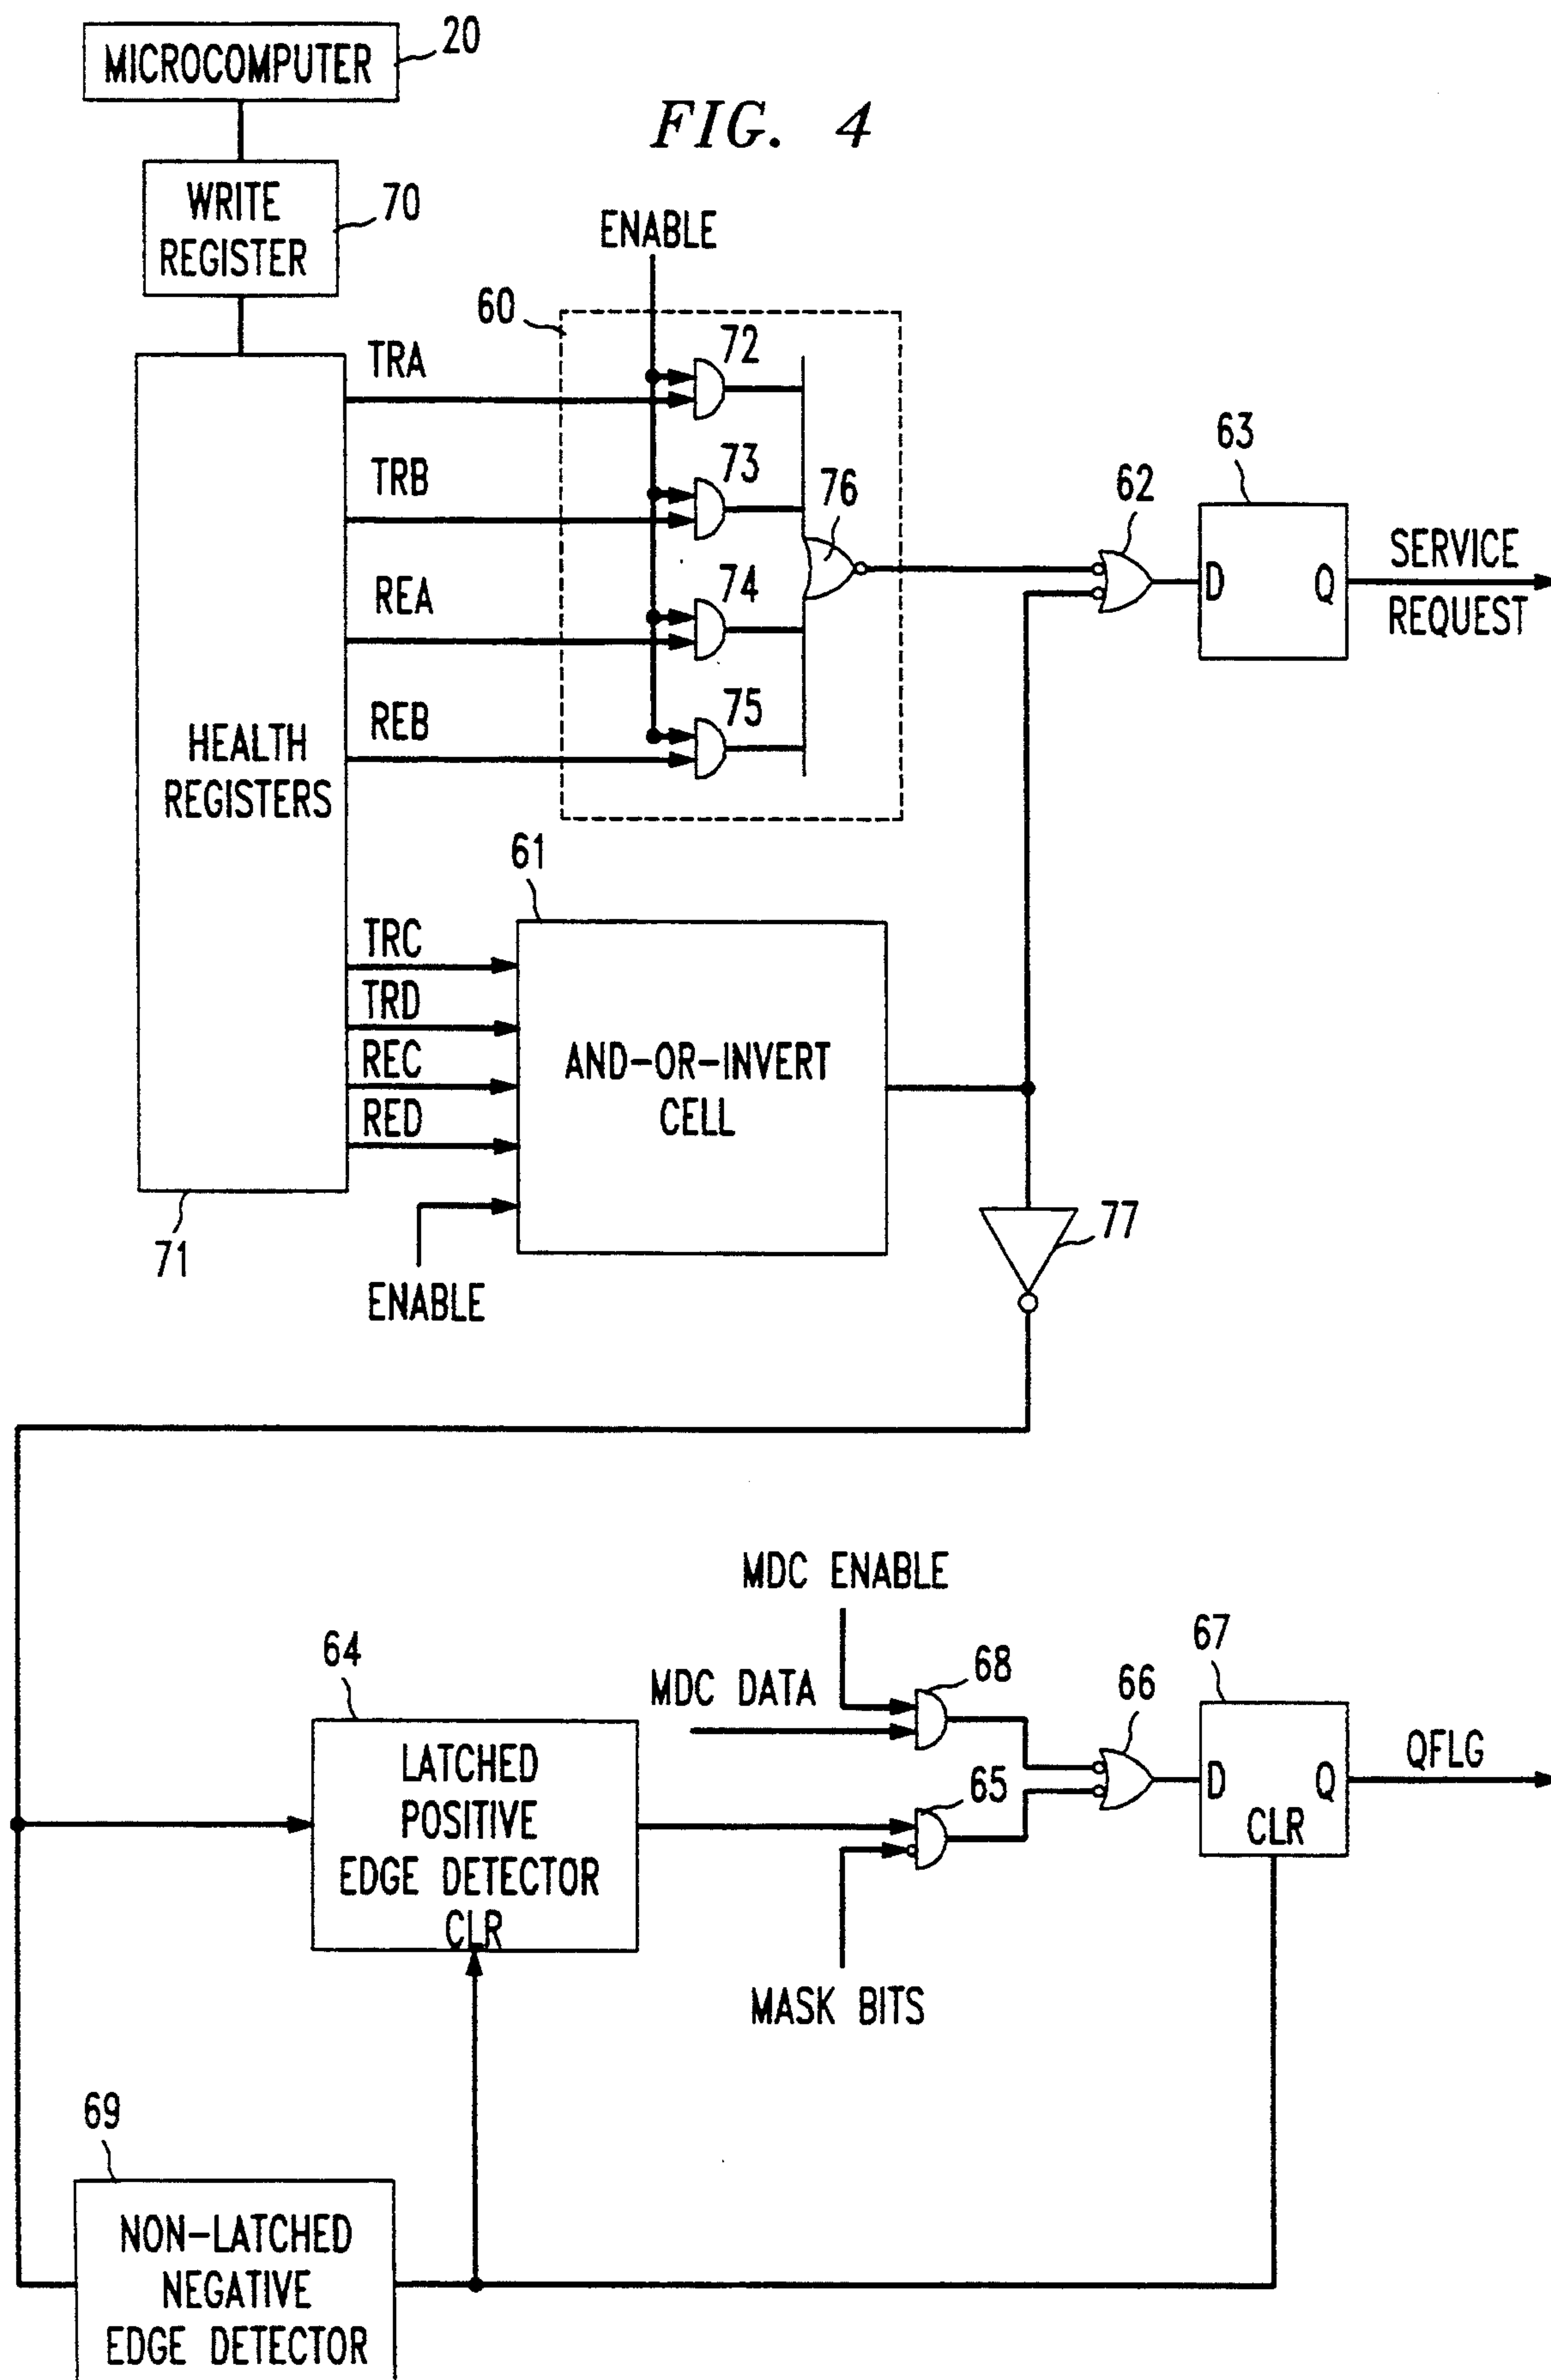 MICROCOMPUTER
20
FIG. 4
WRITE
REGISTER
70
ENABLE
60
72
TRA
73
TRB
76
62
63
74
REA
D
Q
SERVICE
REQUEST
75
REB
HEALTH
REGISTERS
61
TRC
TRD
REC
RED
AND-OR-INVERT
CELL
71
ENABLE
77
MDC ENABLE
64
MDC DATA
68
66
67
LATCHED
POSITIVE
EDGE DETECTOR
CLR
65
D
Q
CLR
QFLG
MASK BITS
69
NON-LATCHED
NEGATIVE
EDGE DETECTOR